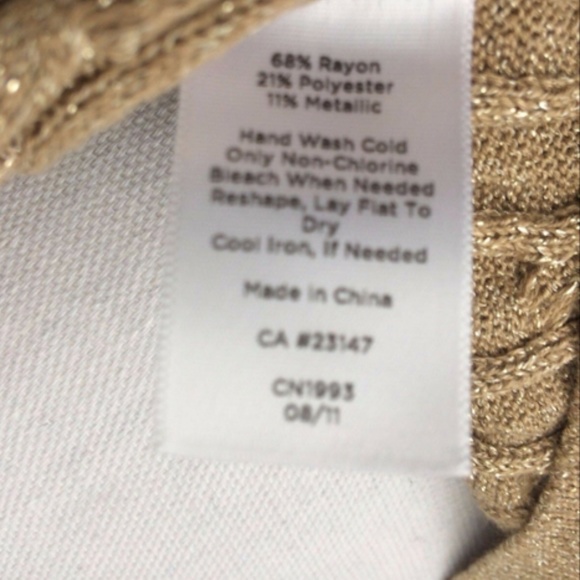 68% Rayon
21% Polyester
11% Metallic
Hand Wash Cold
Only Non-Chlorine
Bleach When Needed
Reshape, Lay Flat To
Dry
Cool Iron, If Needed
Made in China
CA #23147
CN1993
08/11